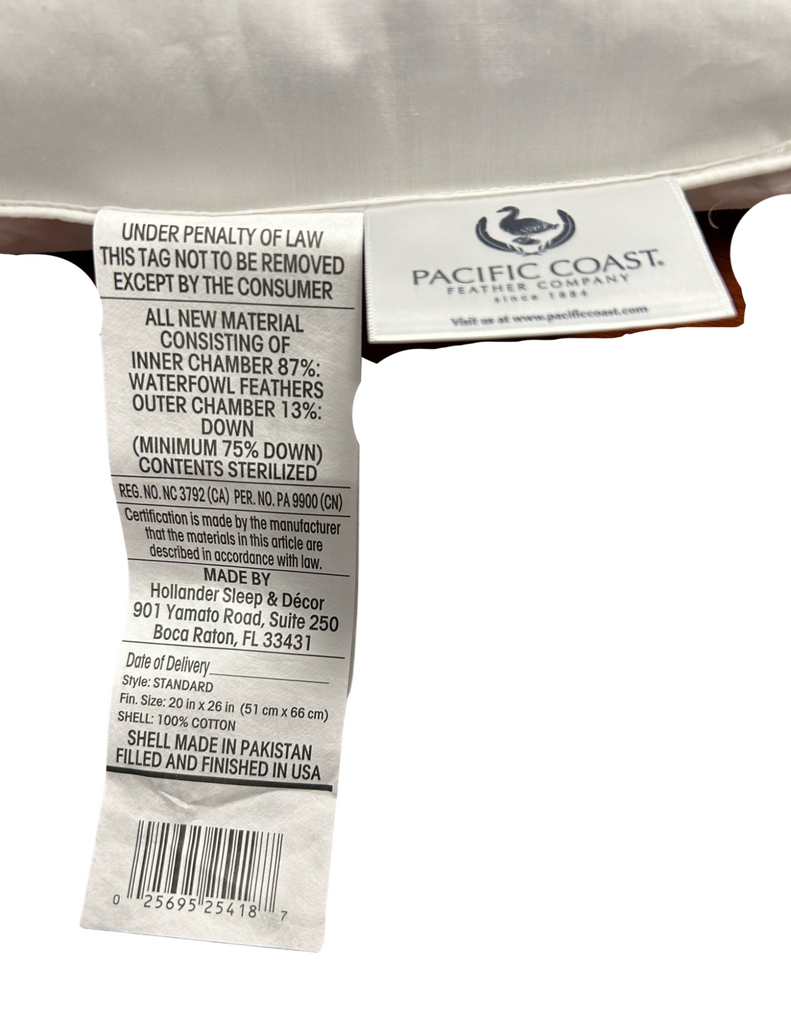 UNDER PENALTY OF LAW
THIS TAG NOT TO BE REMOVED
EXCEPT BY THE CONSUMER
ALL NEW MATERIAL
CONSISTING OF
INNER CHAMBER 87%:
WATERFOWL FEATHERS
OUTER CHAMBER 13%:
DOWN
(MINIMUM 75% DOWN)
CONTENTS STERILIZED
REG. NO. NC 3792 (CA) PER. NO. PA 9900 (CN)
Certification is made by the manufacturer
that the materials in this article are
described in accordance with law.
MADE BY
Hollander Sleep & Décor
901 Yamato Road, Suite 250
Boca Raton, FL 33431
Date of Delivery
Style: STANDARD
Fin. Size: 20 in x 26 in (51 cm x 66 cm)
SHELL: 100% COTTON
SHELL MADE IN PAKISTAN
FILLED AND FINISHED IN USA
0 25695 25418 7
PACIFIC COAST®
FEATHER COMPANY
since 1884
Visit us at www.pacificcoast.com